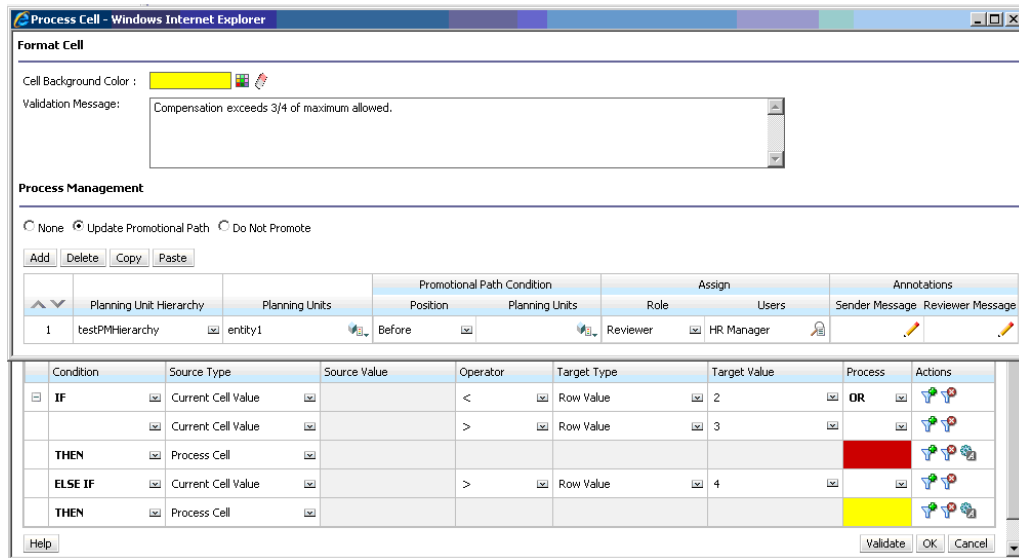 Process Cell - Windows Internet Explorer
Format Cell
Cell Background Color :
Validation Message:
Compensation exceeds 3/4 of maximum allowed.
Process Management
None Update Promotional Path Do Not Promote
Add Delete Copy Paste
Promotional Path Condition Assign Annotations
Planning Unit Hierarchy Planning Units Position Planning Units Role Users Sender Message Reviewer Message
1 testPMHierarchy entity1 Before Reviewer HR Manager
Condition Source Type Source Value Operator Target Type Target Value Process Actions
IF Current Cell Value < Row Value 2 OR
Current Cell Value > Row Value 3
THEN Process Cell
ELSE IF Current Cell Value > Row Value 4
THEN Process Cell
Help Validate OK Cancel